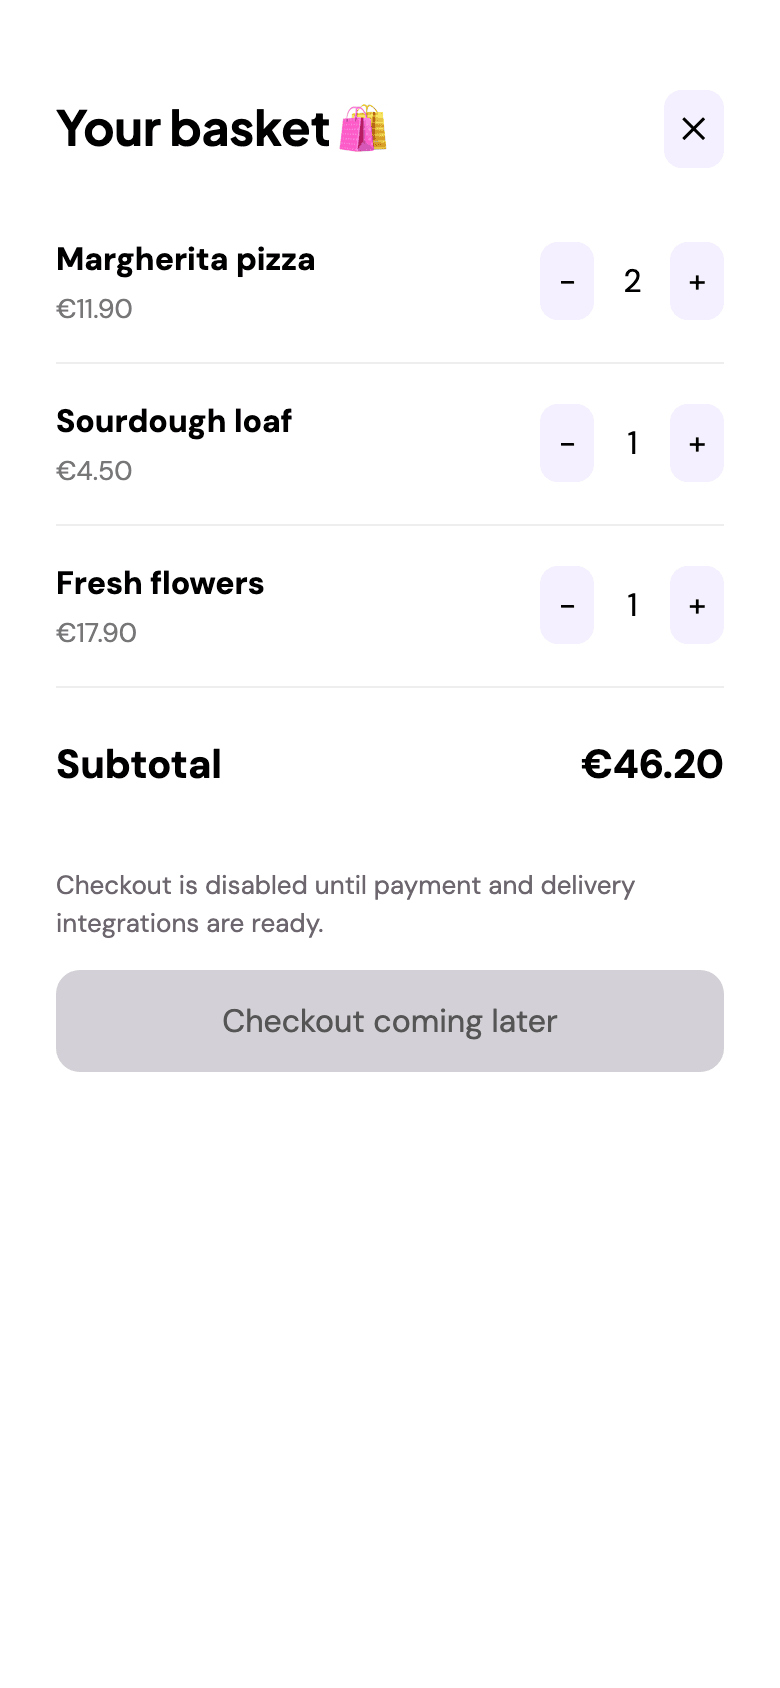 Your basket 🛍️
×
Margherita pizza
€11.90
− 2 +
Sourdough loaf
€4.50
− 1 +
Fresh flowers
€17.90
− 1 +
Subtotal €46.20
Checkout is disabled until payment and delivery
integrations are ready.
Checkout coming later